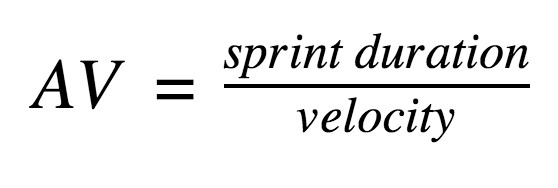 AV = sprint duration
velocity